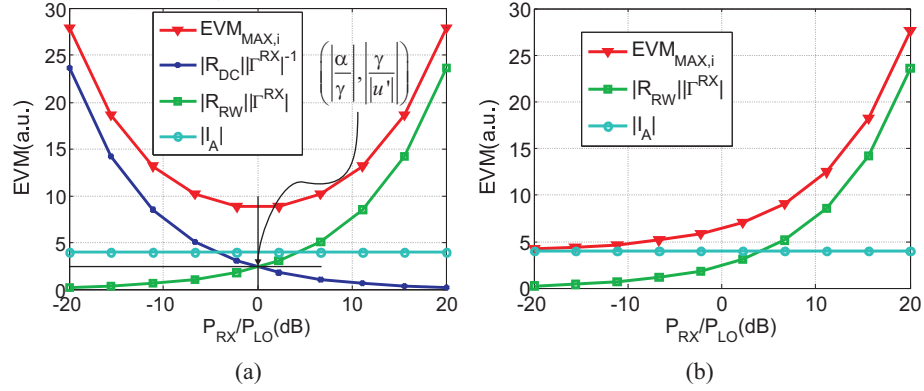 30
25
20
15
10
5
0
EVM(a.u.)
EVM_MAX,i
|R_DC||Γ^RX|^-1
|R_RW||Γ^RX|
|I_A|
(|α/γ|, |γ/||u'||)
-20 -10 0 10 20
P_RX/P_LO(dB)
(a)
30
25
20
15
10
5
0
EVM(a.u.)
EVM_MAX,i
|R_RW||Γ^RX|
|I_A|
-20 -10 0 10 20
P_RX/P_LO(dB)
(b)